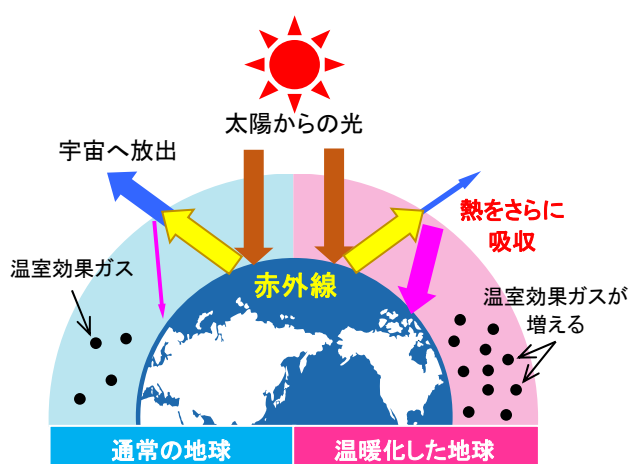 太陽からの光
宇宙へ放出
熱をさらに
吸収
温室効果ガス
赤外線
温室効果ガスが
増える
通常の地球
温暖化した地球